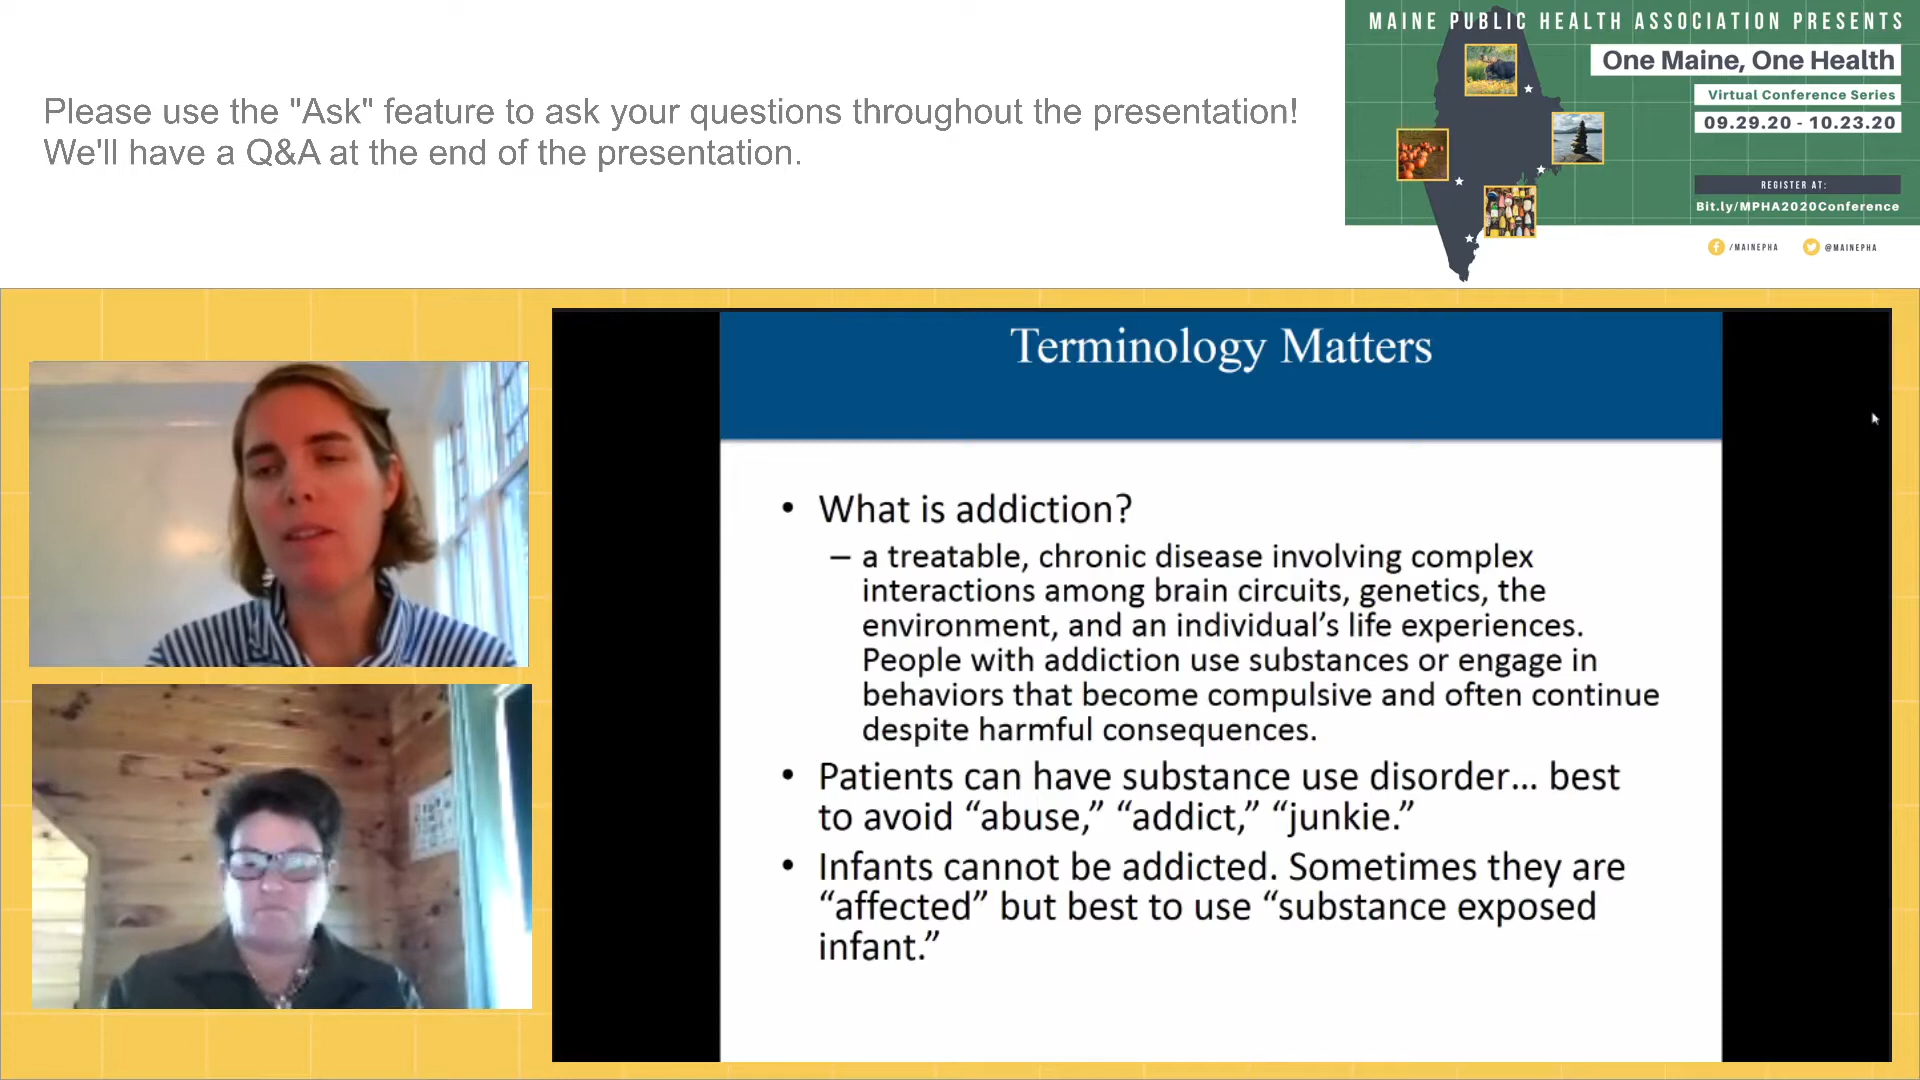 Please use the "Ask" feature to ask your questions throughout the presentation!
We'll have a Q&A at the end of the presentation.
MAINE PUBLIC HEALTH ASSOCIATION PRESENTS
One Maine, One Health
Virtual Conference Series
09.29.20 - 10.23.20
REGISTER AT:
Bit.ly/MPHA2020Conference
/MAINEPHA
@MAINEPHA
Terminology Matters
• What is addiction?
– a treatable, chronic disease involving complex
interactions among brain circuits, genetics, the
environment, and an individual’s life experiences.
People with addiction use substances or engage in
behaviors that become compulsive and often continue
despite harmful consequences.
• Patients can have substance use disorder... best
to avoid “abuse,” “addict,” “junkie.”
• Infants cannot be addicted. Sometimes they are
“affected” but best to use “substance exposed
infant.”